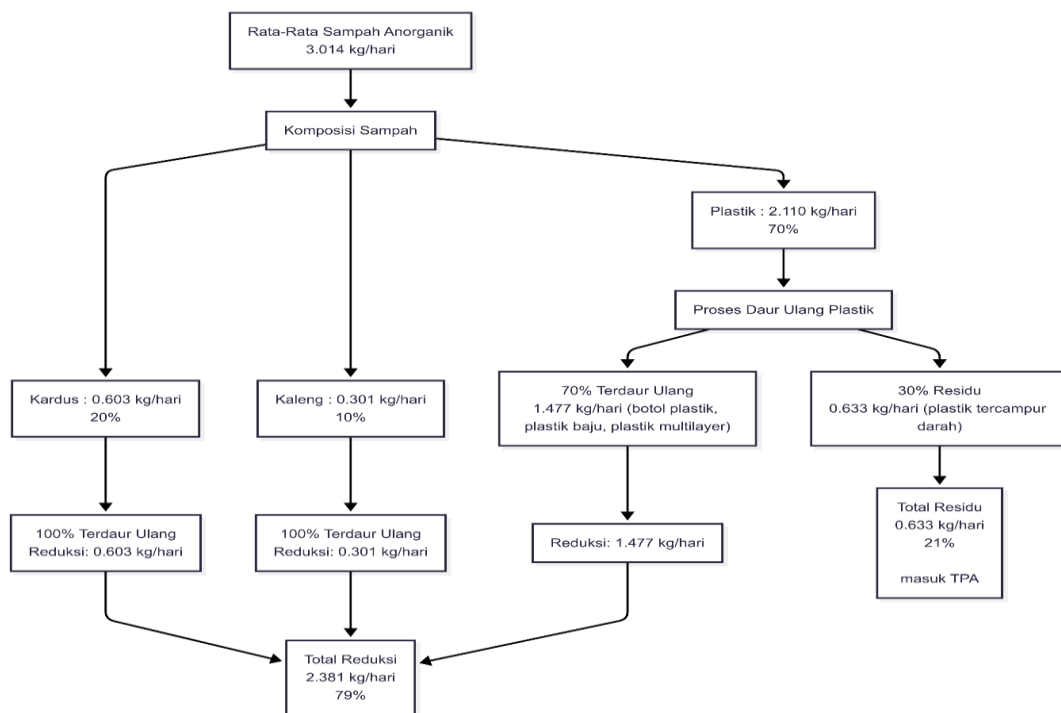 Rata-Rata Sampah Anorganik
3.014 kg/hari
Komposisi Sampah
Plastik : 2.110 kg/hari
70%
Proses Daur Ulang Plastik
Kardus : 0.603 kg/hari
20%
Kaleng : 0.301 kg/hari
10%
70% Terdaur Ulang
1.477 kg/hari (botol plastik,
plastik baju, plastik multilayer)
30% Residu
0.633 kg/hari (plastik tercampur
darah)
100% Terdaur Ulang
Reduksi: 0.603 kg/hari
100% Terdaur Ulang
Reduksi: 0.301 kg/hari
Reduksi: 1.477 kg/hari
Total Residu
0.633 kg/hari
21%
masuk TPA
Total Reduksi
2.381 kg/hari
79%